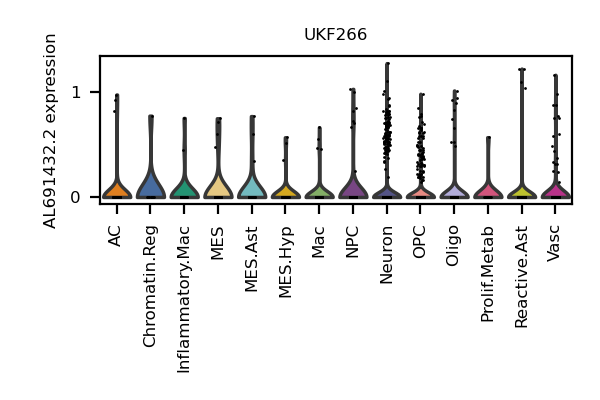 UKF266
AL691432.2 expression
1
0
AC
Chromatin.Reg
Inflammatory.Mac
MES
MES.Ast
MES.Hyp
Mac
NPC
Neuron
OPC
Oligo
Prolif.Metab
Reactive.Ast
Vasc